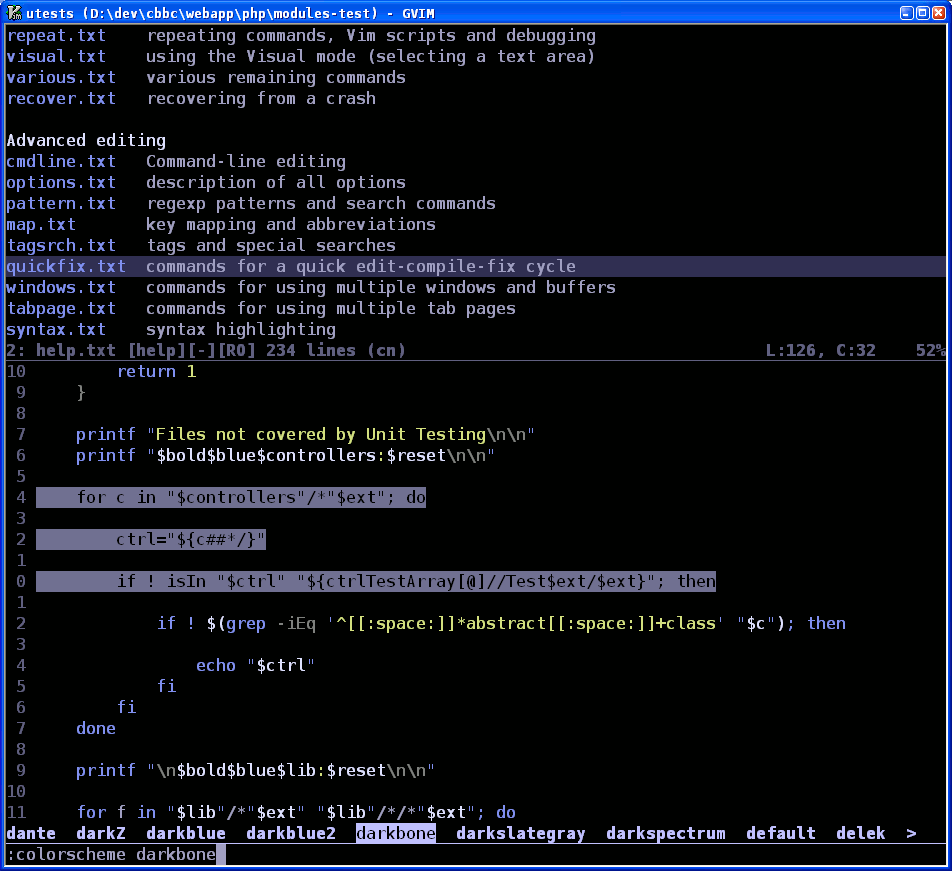 utests (D:\dev\cbbc\webapp\php\modules-test) - GVIM
repeat.txt    repeating commands, Vim scripts and debugging
visual.txt    using the Visual mode (selecting a text area)
various.txt   various remaining commands
recover.txt   recovering from a crash
Advanced editing
cmdline.txt   Command-line editing
options.txt   description of all options
pattern.txt   regexp patterns and search commands
map.txt       key mapping and abbreviations
tagsrch.txt   tags and special searches
quickfix.txt  commands for a quick edit-compile-fix cycle
windows.txt   commands for using multiple windows and buffers
tabpage.txt   commands for using multiple tab pages
syntax.txt    syntax highlighting
2: help.txt [help][-][RO] 234 lines (cn)                                    L:126, C:32    52%
10         return 1
 9     }
 8
 7     printf "Files not covered by Unit Testing\n\n"
 6     printf "$bold$blue$controllers:$reset\n\n"
 5
 4     for c in "$controllers"/*"$ext"; do
 3
 2         ctrl="${c##*/}"
 1
 0         if ! isIn "$ctrl" "${ctrlTestArray[@]//Test$ext/$ext}"; then
 1
 2             if ! $(grep -iEq '^[[:space:]]*abstract[[:space:]]+class' "$c"); then
 3
 4                 echo "$ctrl"
 5             fi
 6         fi
 7     done
 8
 9     printf "\n$bold$blue$lib:$reset\n\n"
10
11     for f in "$lib"/*"$ext" "$lib"/*/*"$ext"; do
dante  darkZ  darkblue  darkblue2  darkbone  darkslategray  darkspectrum  default  delek  >
:colorscheme darkbone